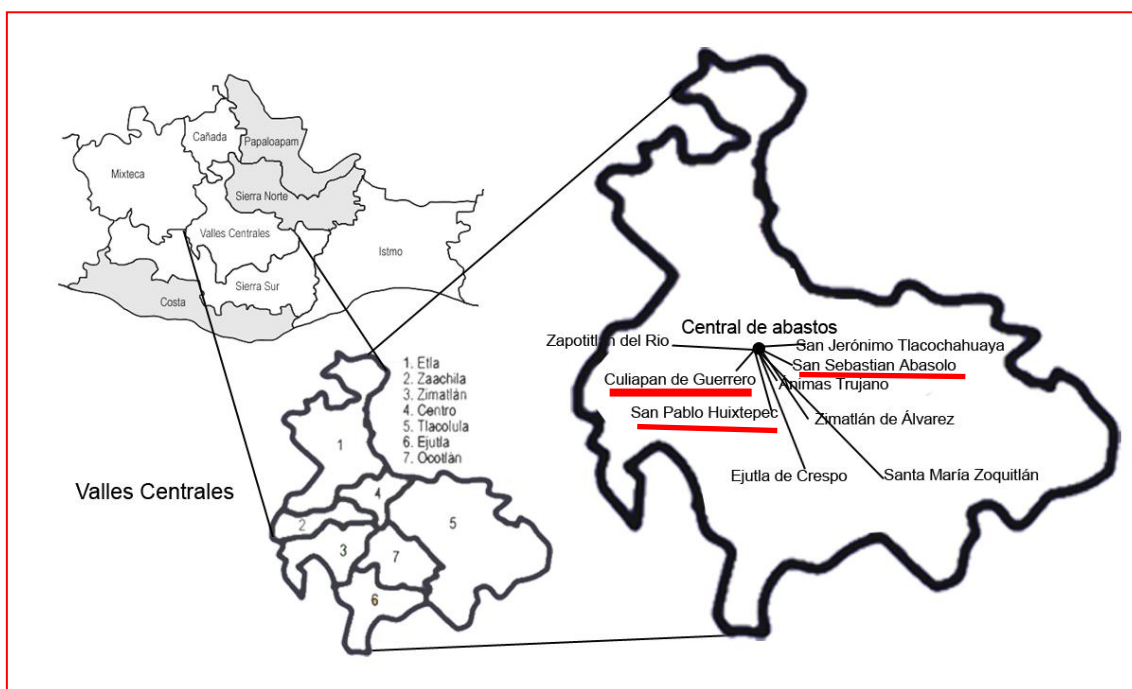 Cañada
Papaloapam
Mixteca
Sierra Norte
Valles Centrales
Istmo
Sierra Sur
Costa
1. Etla
2. Zaachila
3. Zimatlán
4. Centro
5. Tlacolula
6. Ejutla
7. Ocotlán
Valles Centrales
1
4
2
3
7
5
6
Central de abastos
Zapotitlán del Rio
San Jerónimo Tlacochahuaya
San Sebastian Abasolo
Culiapan de Guerrero
Ánimas Trujano
San Pablo Huixtepec
Zimatlán de Álvarez
Ejutla de Crespo
Santa María Zoquitlán